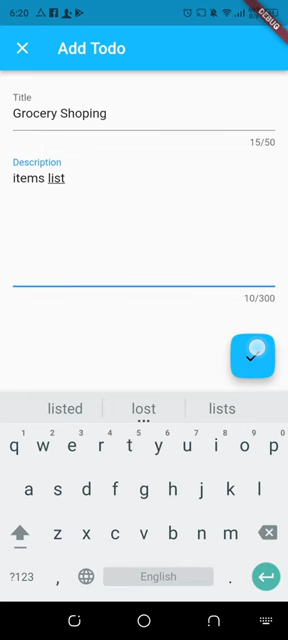 6:20
DEBUG
Add Todo
Title
Grocery Shoping
15/50
Description
items list
10/300
listed lost lists
1 2 3 4 5 6 7 8 9 0
q w e r t y u i o p
a s d f g h j k l
z x c v b n m
?123 , English .